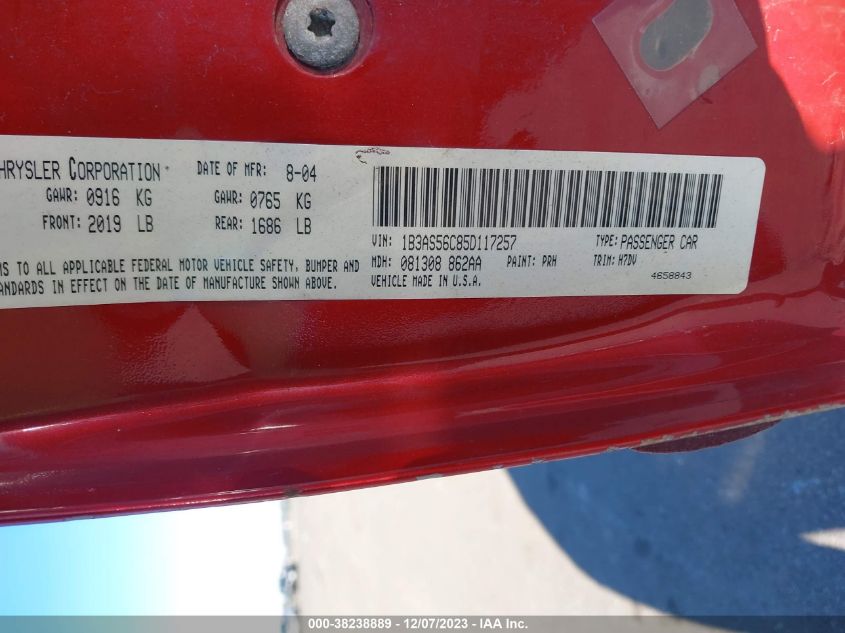 HRYSLER CORPORATION DATE OF MFR: 8-04
GAWR: 0916 KG GAWR: 0765 KG
FRONT: 2019 LB REAR: 1686 LB
MS TO ALL APPLICABLE FEDERAL MOTOR VEHICLE SAFETY, BUMPER AND
ANDARDS IN EFFECT ON THE DATE OF MANUFACTURE SHOWN ABOVE.
VIN: 1B3AS56C85D117257 TYPE: PASSENGER CAR
MDH: 081308 862AA PAINT: PRH TRIM: H7DV
VEHICLE MADE IN U.S.A. 4658843
000-38238889 - 12/07/2023 - IAA Inc.